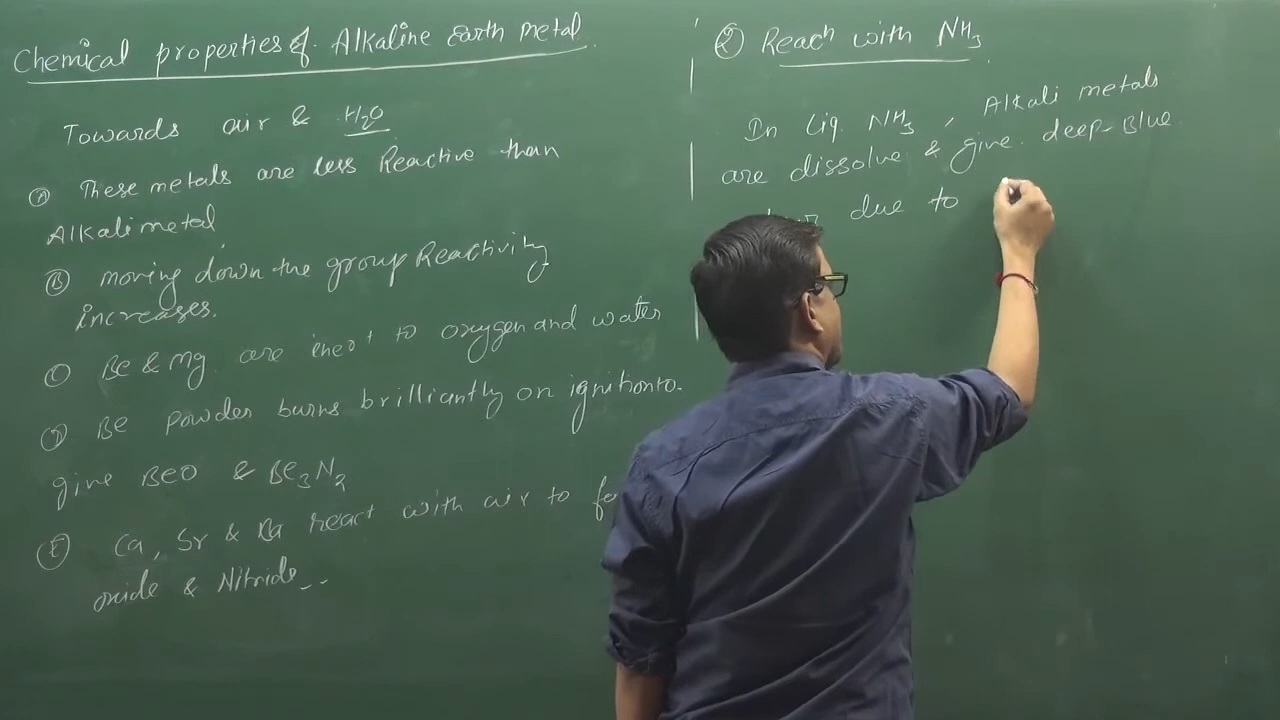 Chemical properties of Alkaline Earth metal.
Towards air & H2O
Ⓐ These metals are less Reactive than
Alkali metal
Ⓑ moving down the group Reactivity
increases.
Ⓒ Be & Mg are inert to oxygen and water
Ⓓ Be Powder burns brilliantly on ignition to.
give BeO & Be3N2
Ⓔ Ca, Sr & Ba react with air to
oxide & Nitride
② Reach with NH3.
In Liq. NH3, Alkali metals
are dissolve & give deep-Blue
due to